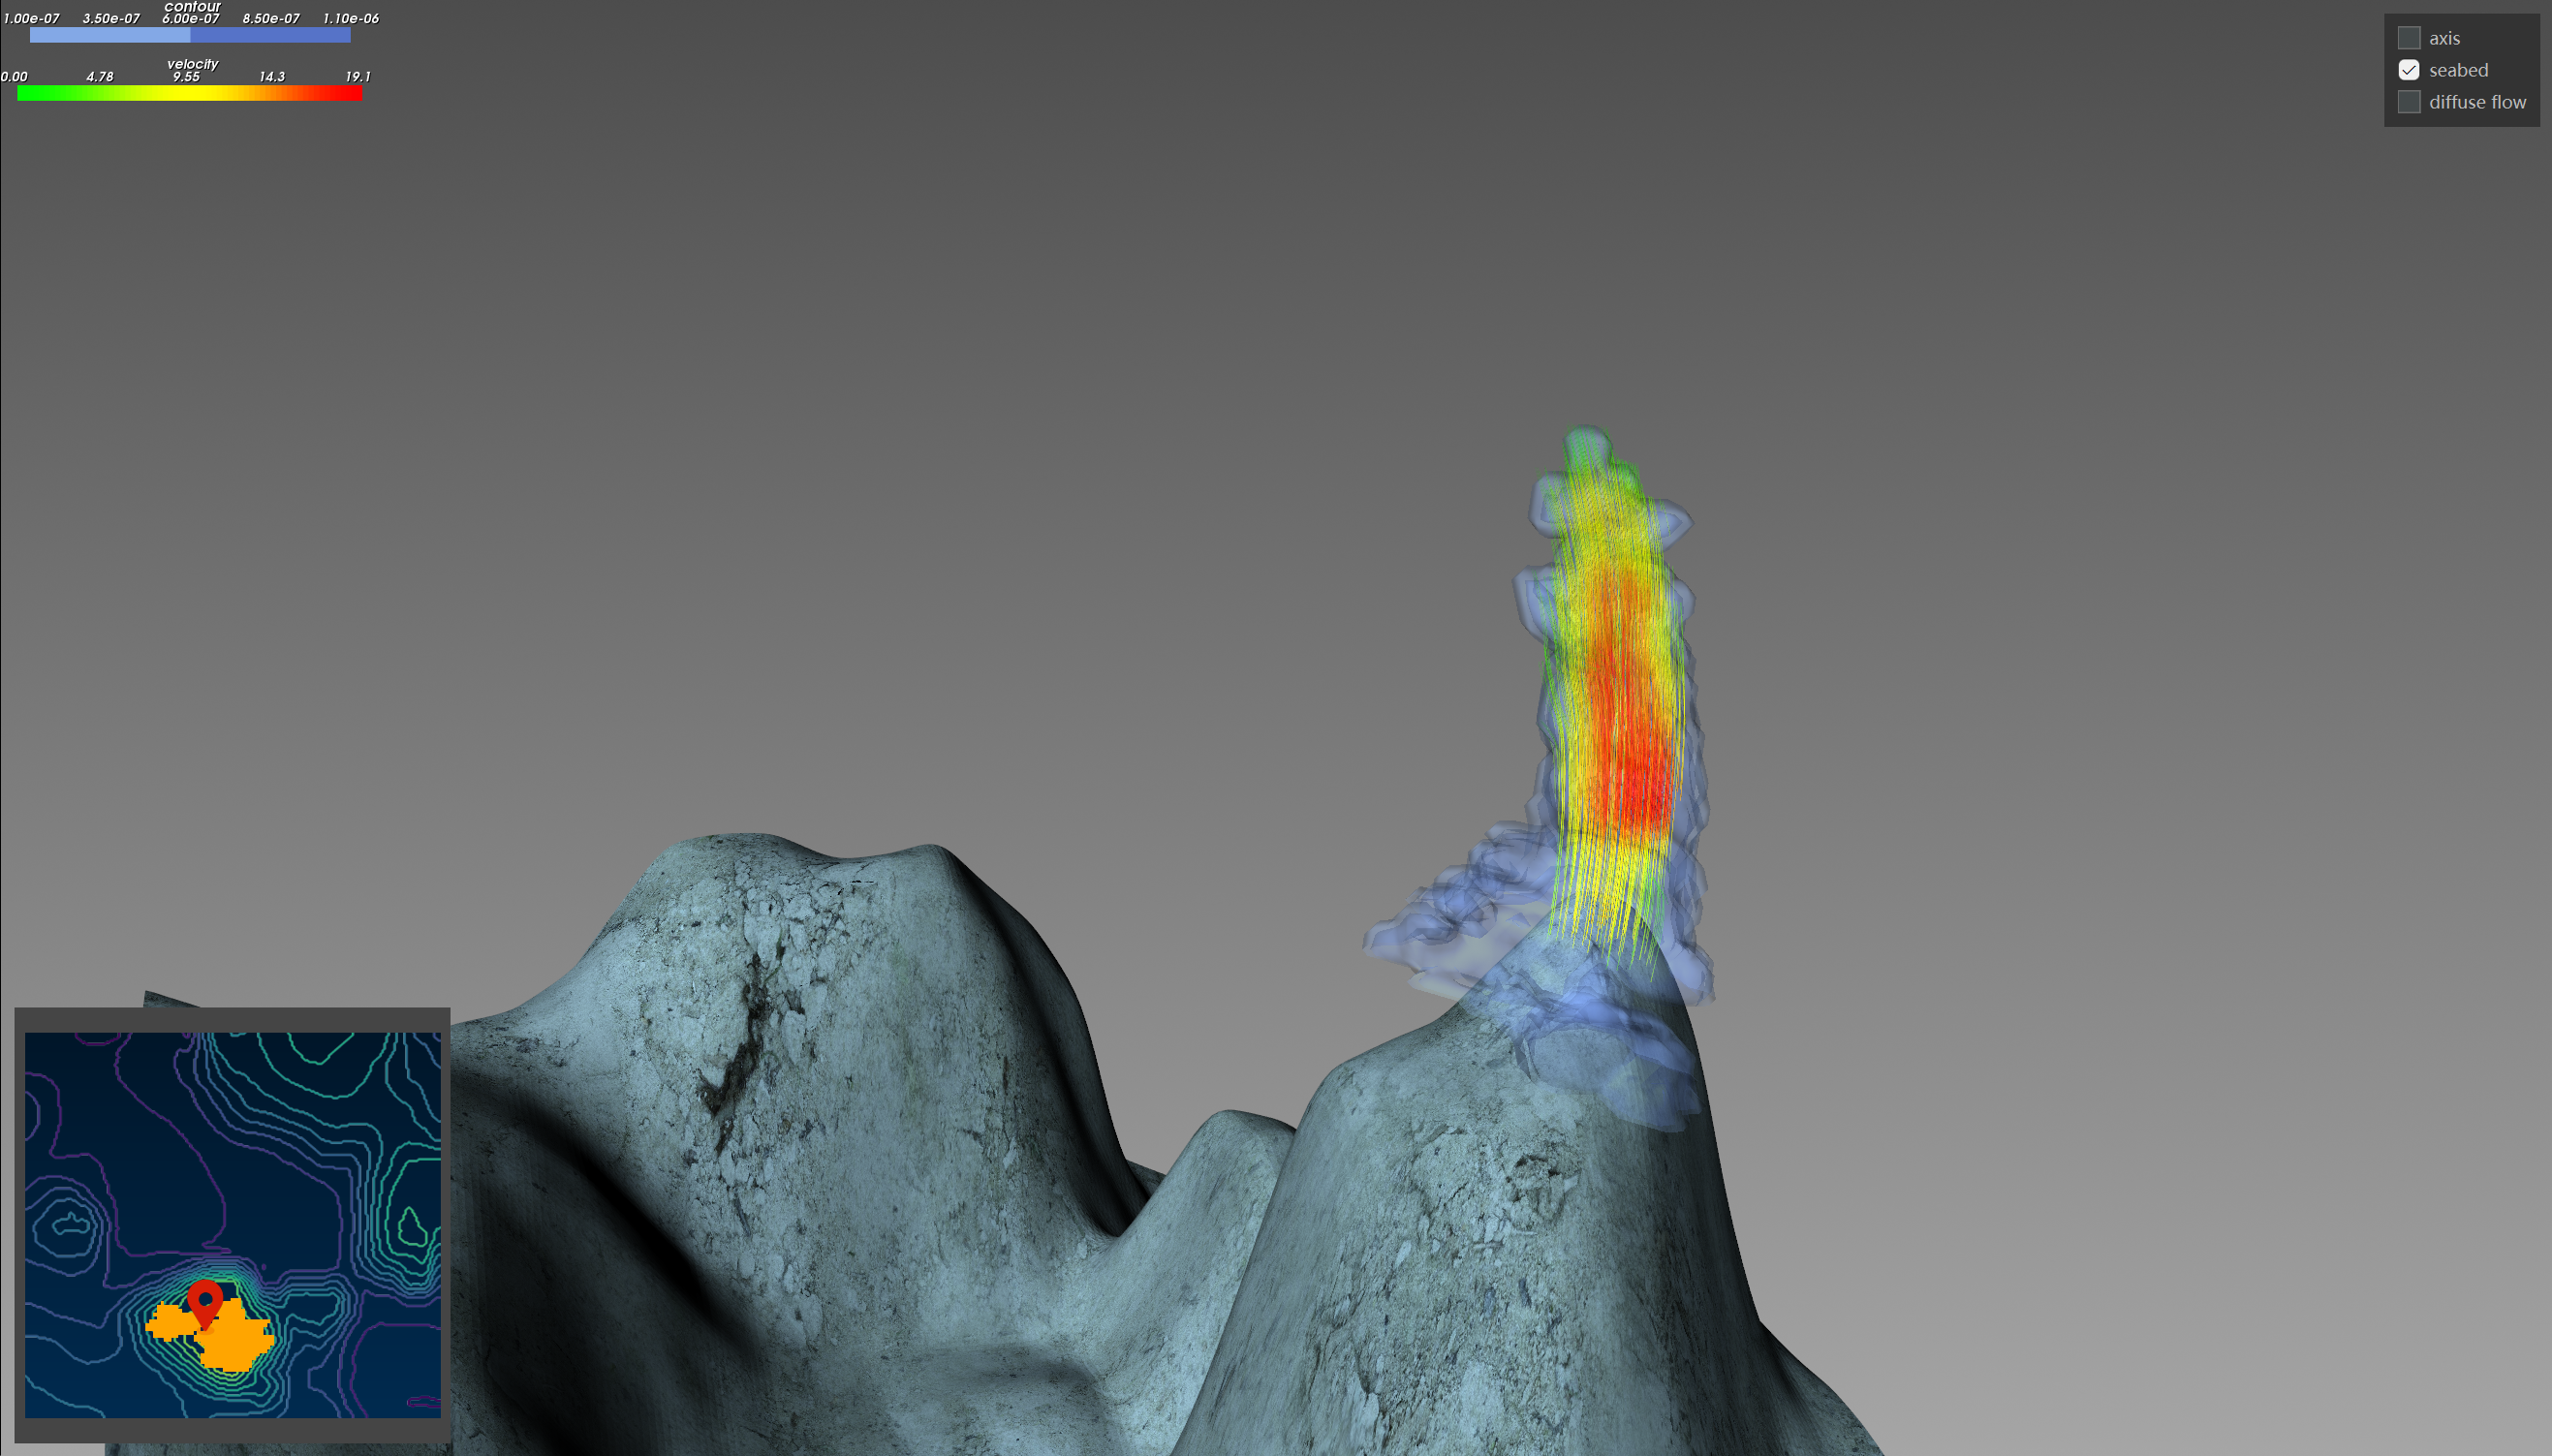 contour
1.00e-07 3.50e-07 6.00e-07 8.50e-07 1.10e-06
velocity
0.00 4.78 9.55 14.3 19.1
axis
seabed
diffuse flow